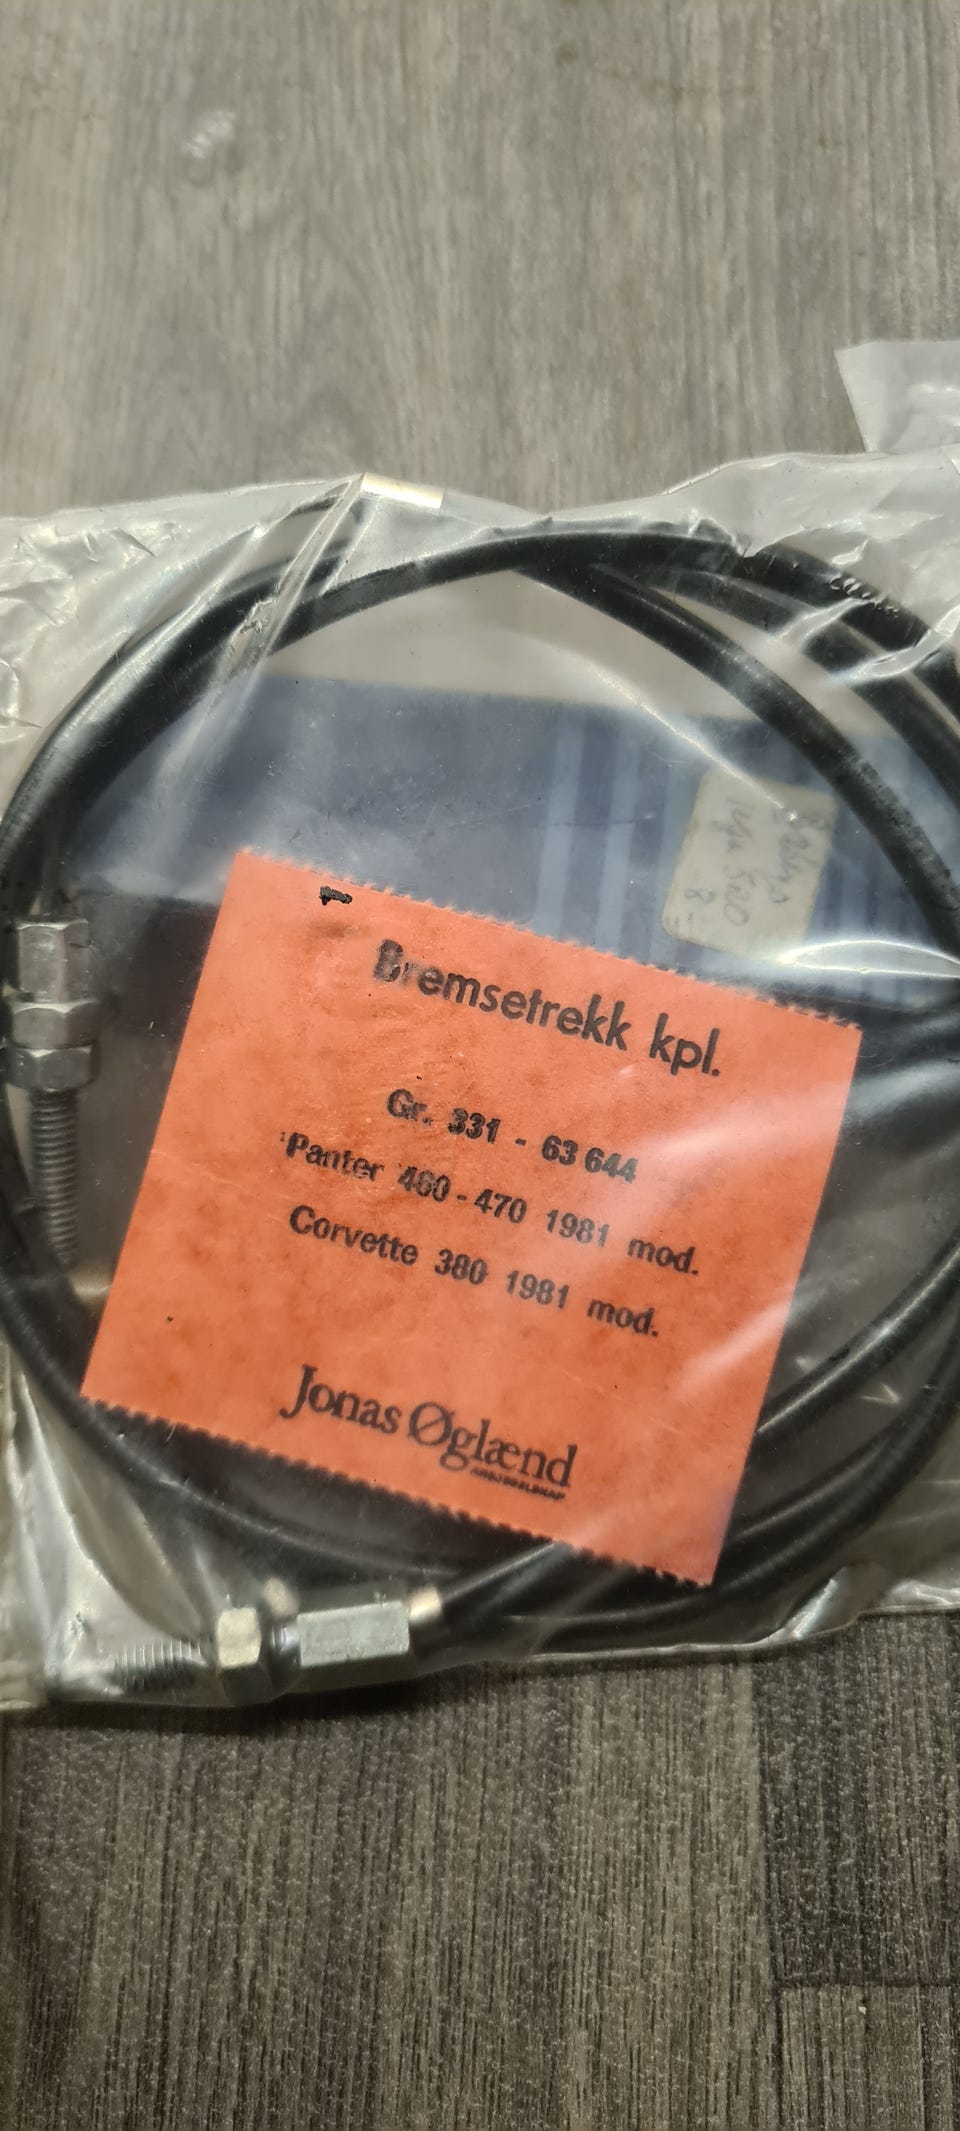 Bremsetrekk kpl.
Gr. 331 - 63 644
Panter 460 - 470 1981 mod.
Corvette 380 1981 mod.
Jonas Øglænd